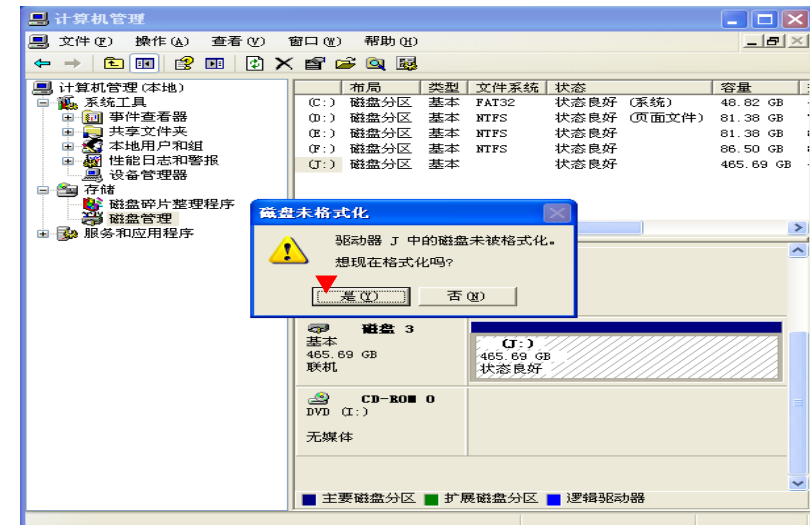 计算机管理
文件(F) 操作(A) 查看(V) 窗口(W) 帮助(H)
计算机管理(本地)
系统工具
事件查看器
共享文件夹
本地用户和组
性能日志和警报
设备管理器
存储
磁盘碎片整理程序
磁盘管理
服务和应用程序
布局 类型 文件系统 状态 容量
(C:) 磁盘分区 基本 FAT32 状态良好 (系统) 48.82 GB
(D:) 磁盘分区 基本 NTFS 状态良好 (页面文件) 81.38 GB
(E:) 磁盘分区 基本 NTFS 状态良好 81.38 GB
(F:) 磁盘分区 基本 NTFS 状态良好 86.50 GB
(J:) 磁盘分区 基本 状态良好 465.69 GB
磁盘未格式化
驱动器 J 中的磁盘未被格式化。
想现在格式化吗?
是(Y) 否(N)
磁盘 3
基本
465.69 GB
联机
(J:)
465.69 GB
状态良好
CD-ROM 0
DVD (I:)
无媒体
主要磁盘分区 扩展磁盘分区 逻辑驱动器